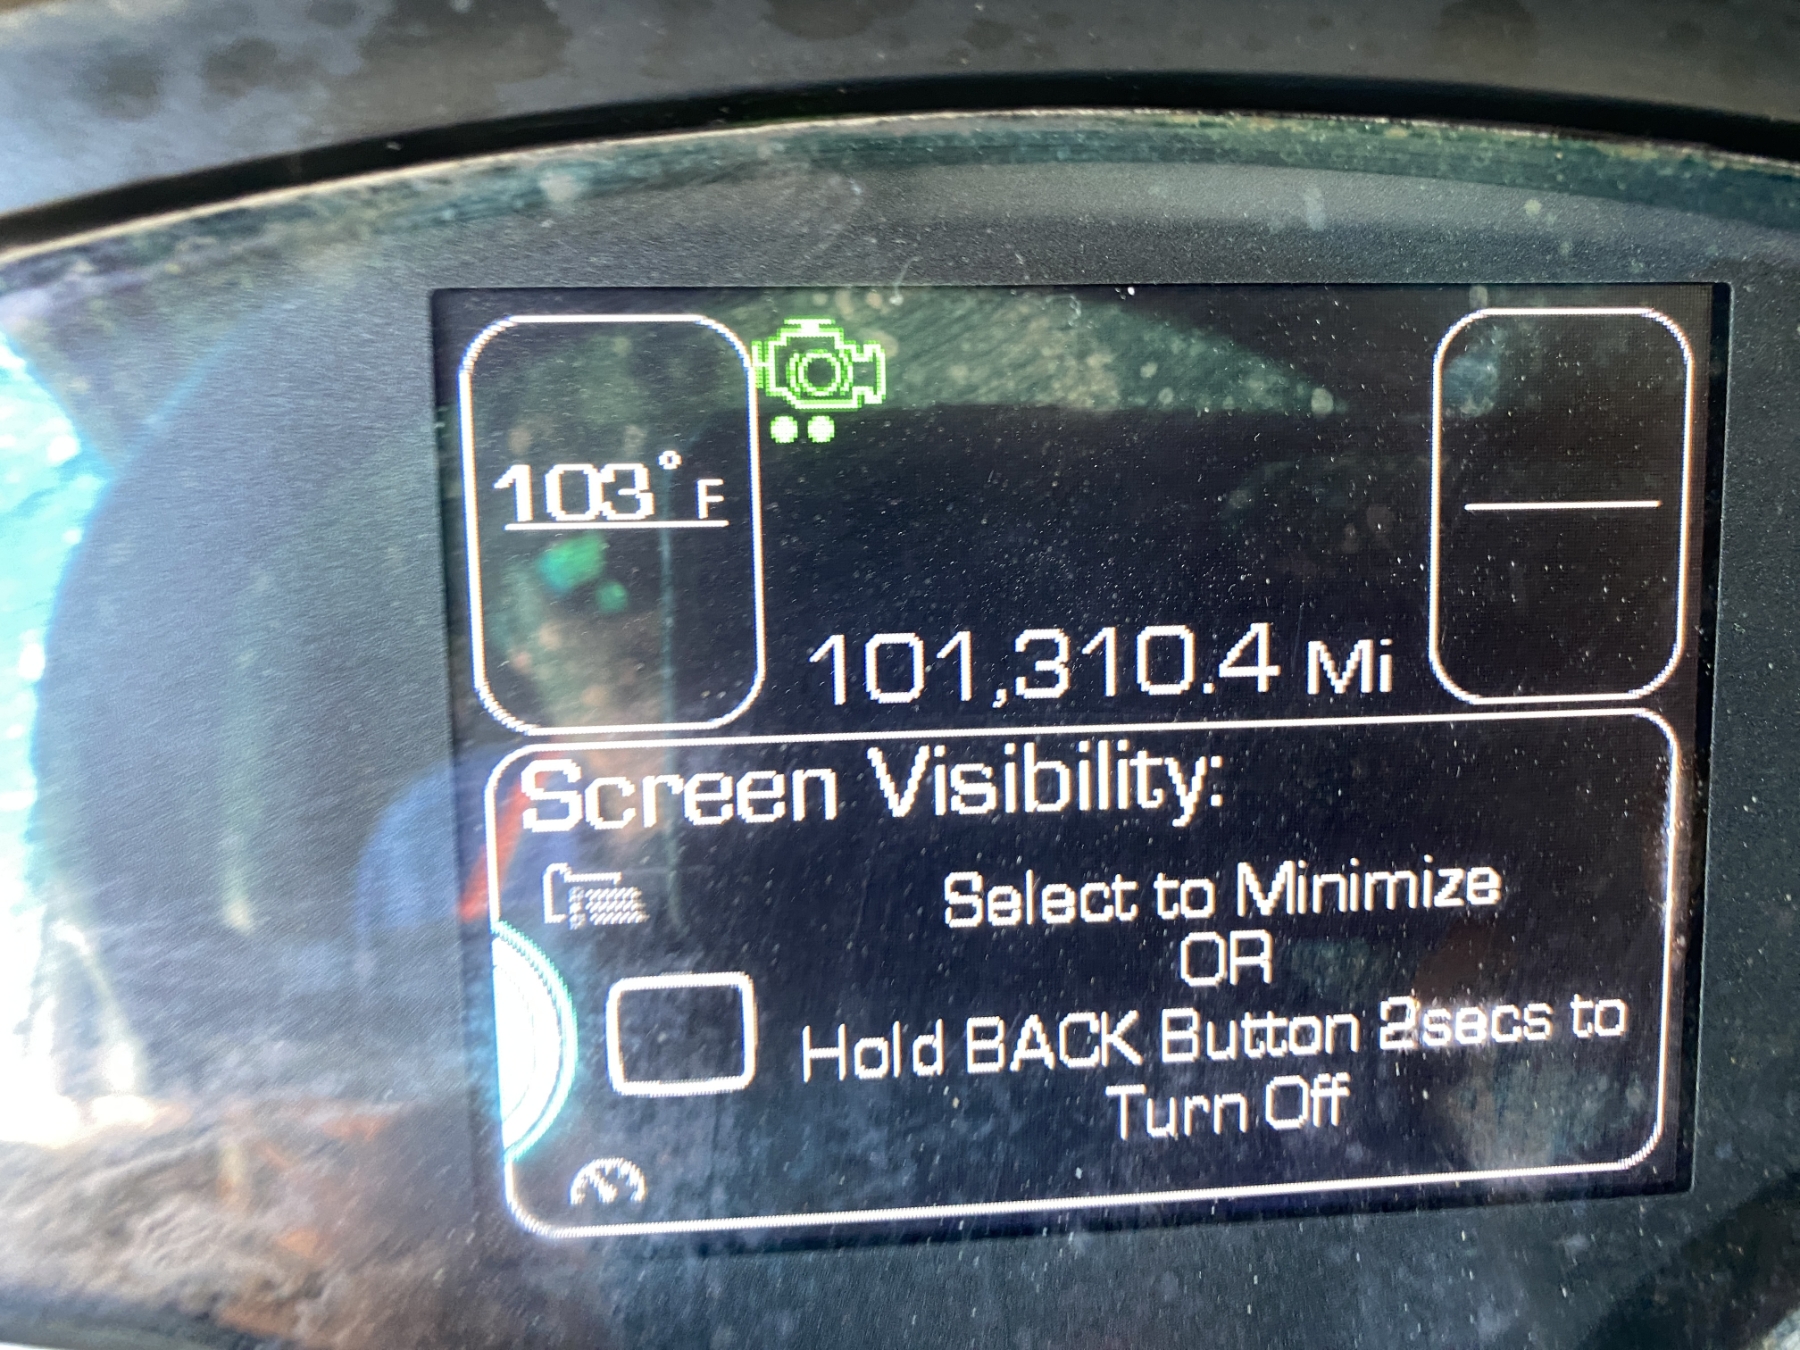 103°F
101,310.4 Mi
Screen Visibility:
Select to Minimize
OR
Hold BACK Button 2secs to
Turn Off